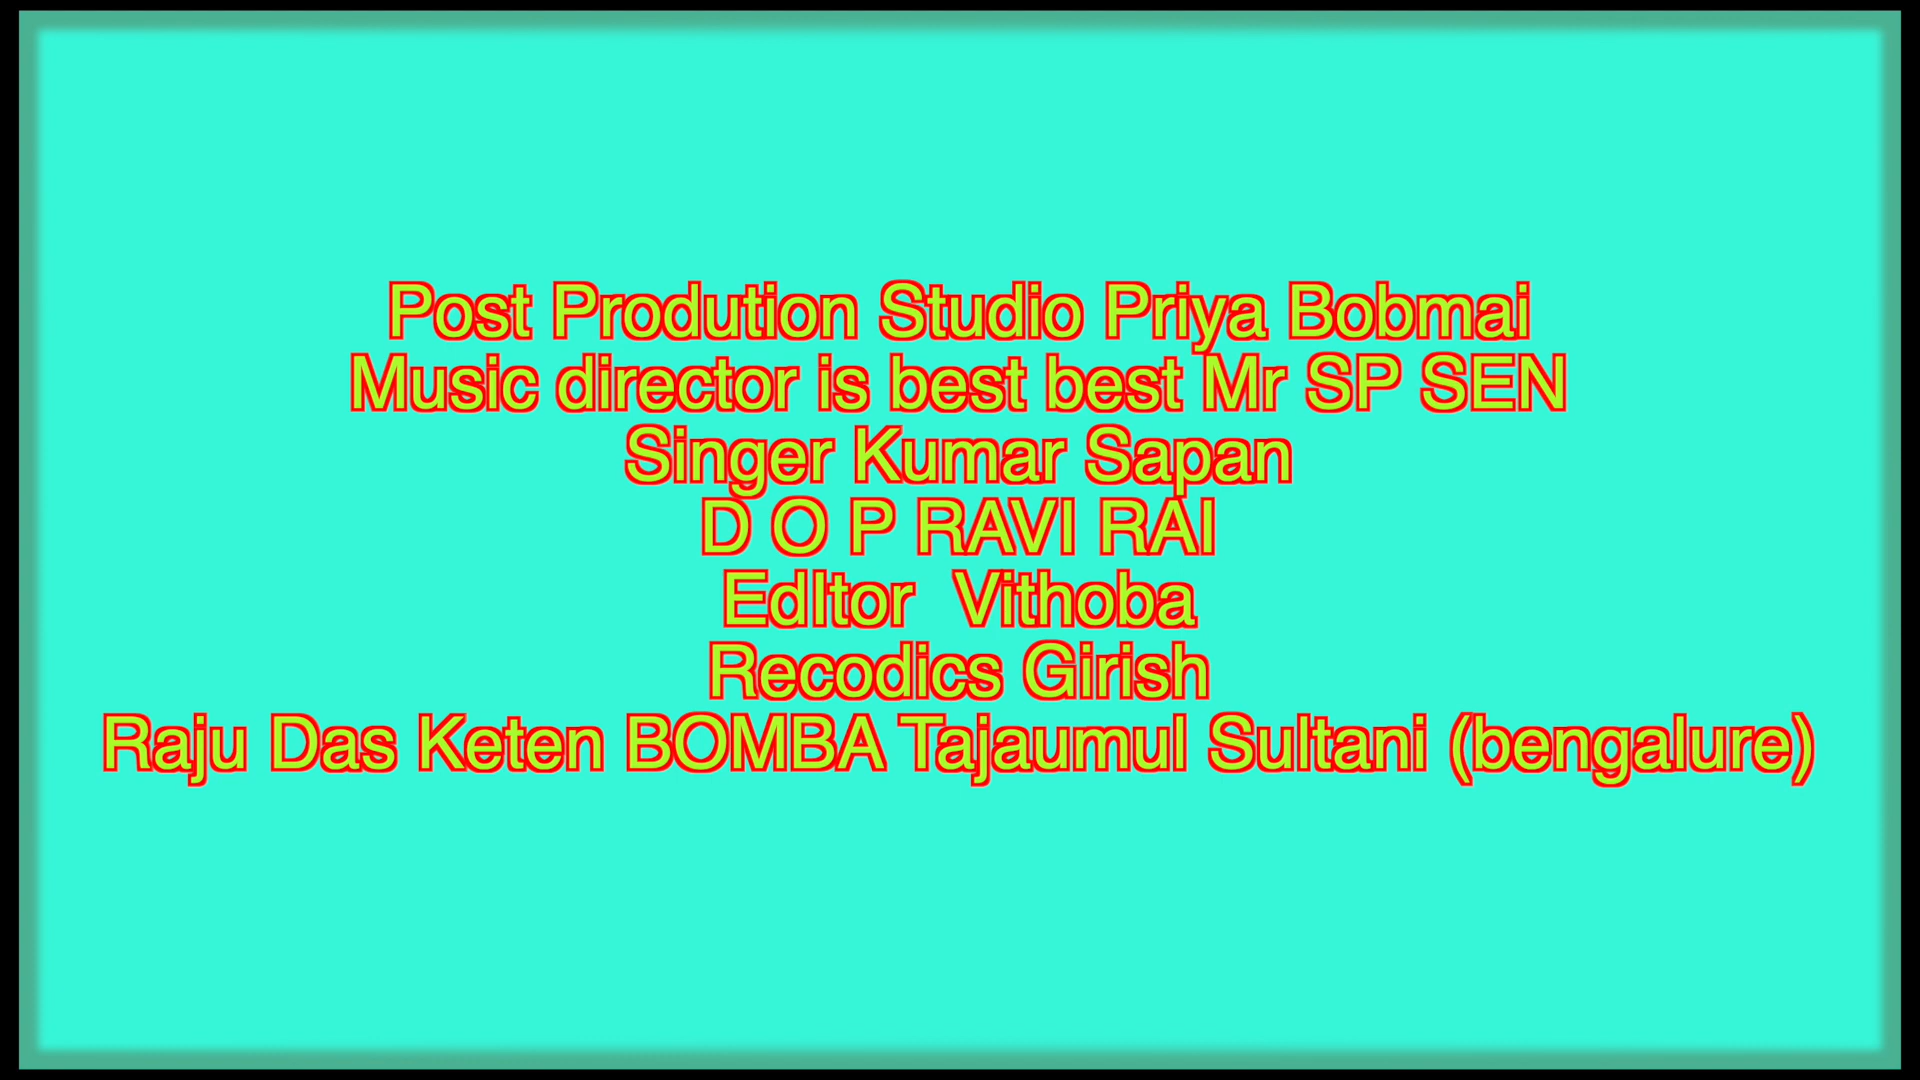 Post Prodution Studio Priya Bobmai
Music director is best best Mr SP SEN
Singer Kumar Sapan
D O P RAVI RAI
EdItor  Vithoba
Recodics Girish
Raju Das Keten BOMBA Tajaumul Sultani (bengalure)